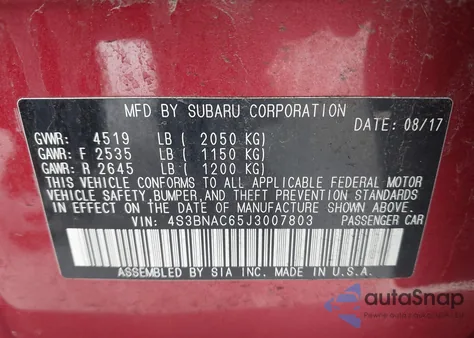 MFD BY SUBARU CORPORATION
DATE: 08/17
GVWR: 4519 LB ( 2050 KG)
GAWR: F 2535 LB ( 1150 KG)
GAWR: R 2645 LB ( 1200 KG)
THIS VEHICLE CONFORMS TO ALL APPLICABLE FEDERAL MOTOR
VEHICLE SAFETY, BUMPER, AND THEFT PREVENTION STANDARDS
IN EFFECT ON THE DATE OF MANUFACTURE SHOWN ABOVE.
VIN: 4S3BNAC65J3007803 PASSENGER CAR
ASSEMBLED BY SIA INC. MADE IN U.S.A.
autoSnap